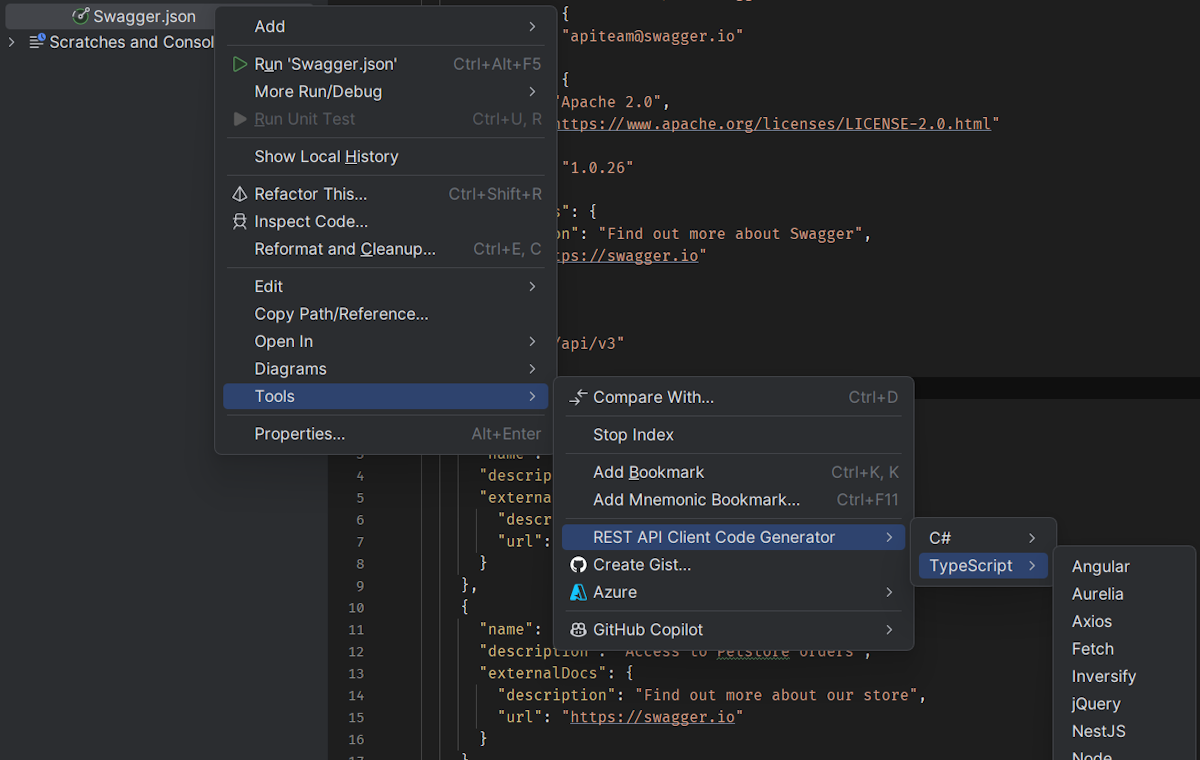 Swagger.json
Scratches and Consol
Add
Run 'Swagger.json' Ctrl+Alt+F5
More Run/Debug
Run Unit Test Ctrl+U, R
Show Local History
Refactor This... Ctrl+Shift+R
Inspect Code...
Reformat and Cleanup... Ctrl+E, C
Edit
Copy Path/Reference...
Open In
Diagrams
Tools
Properties... Alt+Enter
{
"apiteam@swagger.io"
{
Apache 2.0",
https://www.apache.org/licenses/LICENSE-2.0.html"
"1.0.26"
s": {
on": "Find out more about Swagger",
tps://swagger.io"
/api/v3"
Compare With... Ctrl+D
Stop Index
Add Bookmark Ctrl+K, K
Add Mnemonic Bookmark... Ctrl+F11
REST API Client Code Generator
Create Gist...
Azure
GitHub Copilot
C#
TypeScript
Angular
Aurelia
Axios
Fetch
Inversify
jQuery
NestJS
Node
3 "name":
4 "descrip
5 "externa
6 "descr
7 "url":
8 }
9 },
10 {
11 "name":
12 "description": "Access to Petstore orders",
13 "externalDocs": {
14 "description": "Find out more about our store",
15 "url": "https://swagger.io"
16 }
17 }